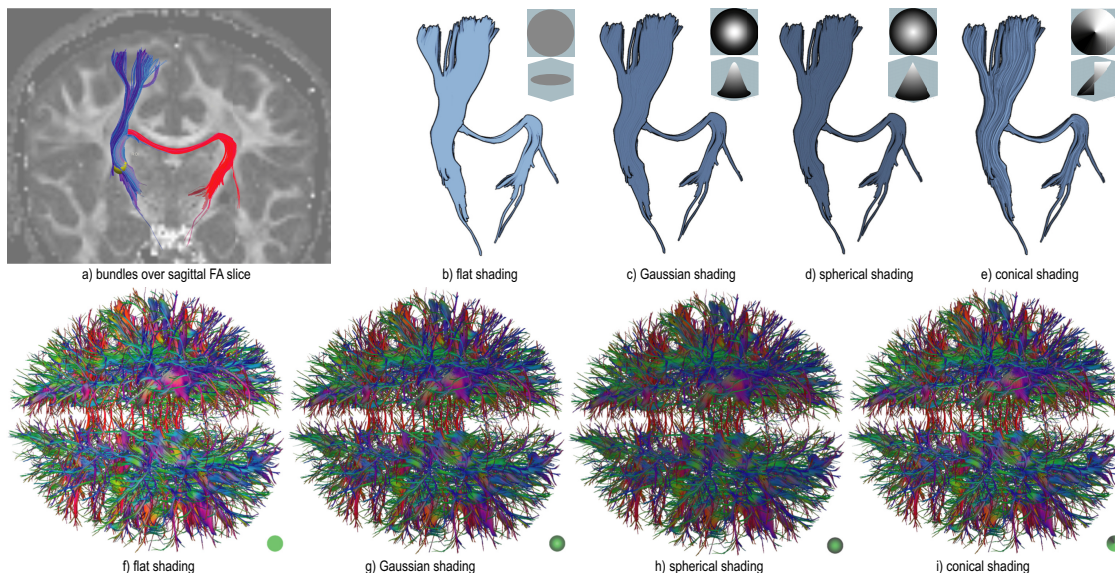 a) bundles over sagittal FA slice
b) flat shading
c) Gaussian shading
d) spherical shading
e) conical shading
f) flat shading
g) Gaussian shading
h) spherical shading
i) conical shading